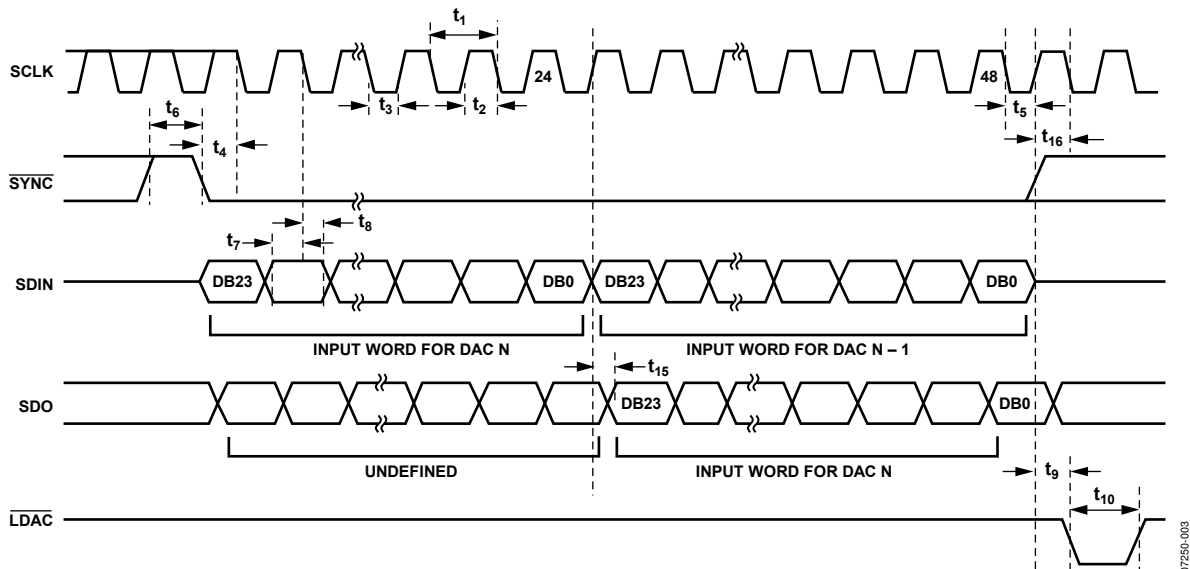 t1
SCLK
24
48
t3
t2
t5
t6
t4
t16
SYNC
t8
t7
SDIN
DB23
DB0
DB23
DB0
INPUT WORD FOR DAC N
INPUT WORD FOR DAC N – 1
t15
SDO
DB23
DB0
UNDEFINED
INPUT WORD FOR DAC N
t9
t10
LDAC
07250-003